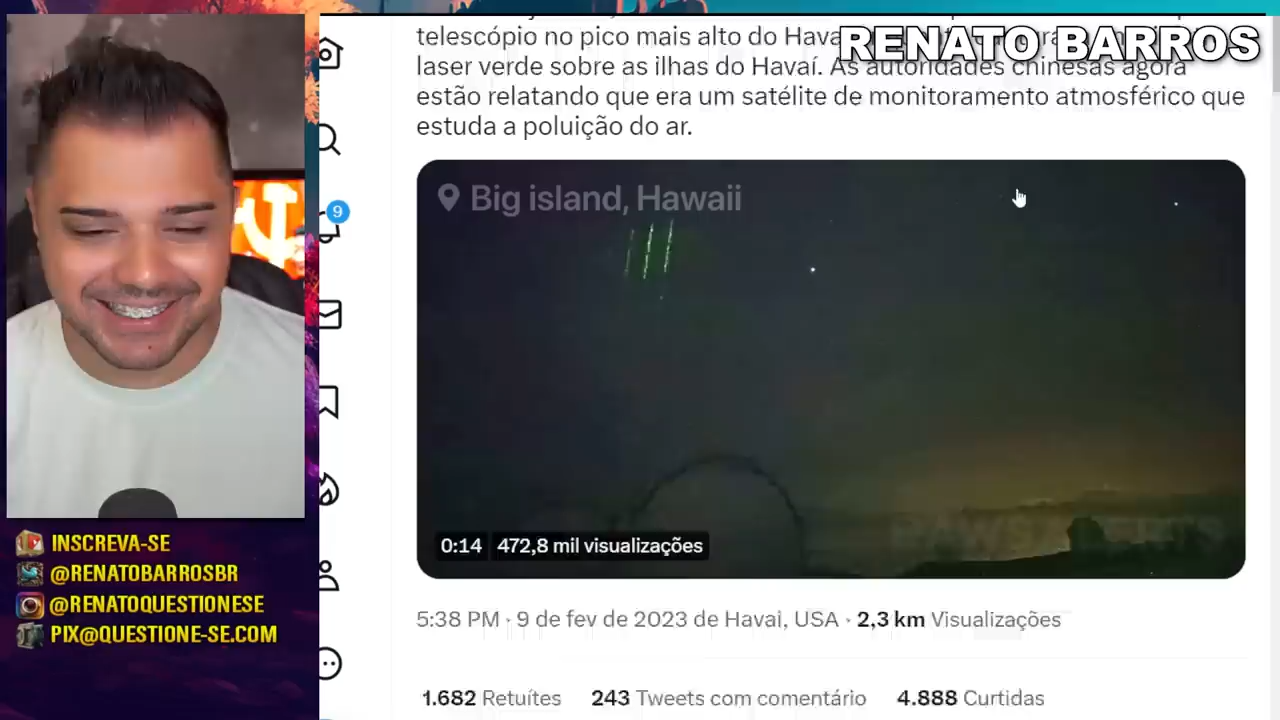 RENATO BARROS
telescópio no pico mais alto do Hava
laser verde sobre as ilhas do Havaí. As autoridades chinesas agora
estão relatando que era um satélite de monitoramento atmosférico que
estuda a poluição do ar.
9
Big island, Hawaii
0:14 472,8 mil visualizações
5:38 PM · 9 de fev de 2023 de Havai, USA · 2,3 km Visualizações
1.682 Retuítes 243 Tweets com comentário 4.888 Curtidas
INSCREVA-SE
@RENATOBARROSBR
@RENATOQUESTIONESE
PIX@QUESTIONE-SE.COM